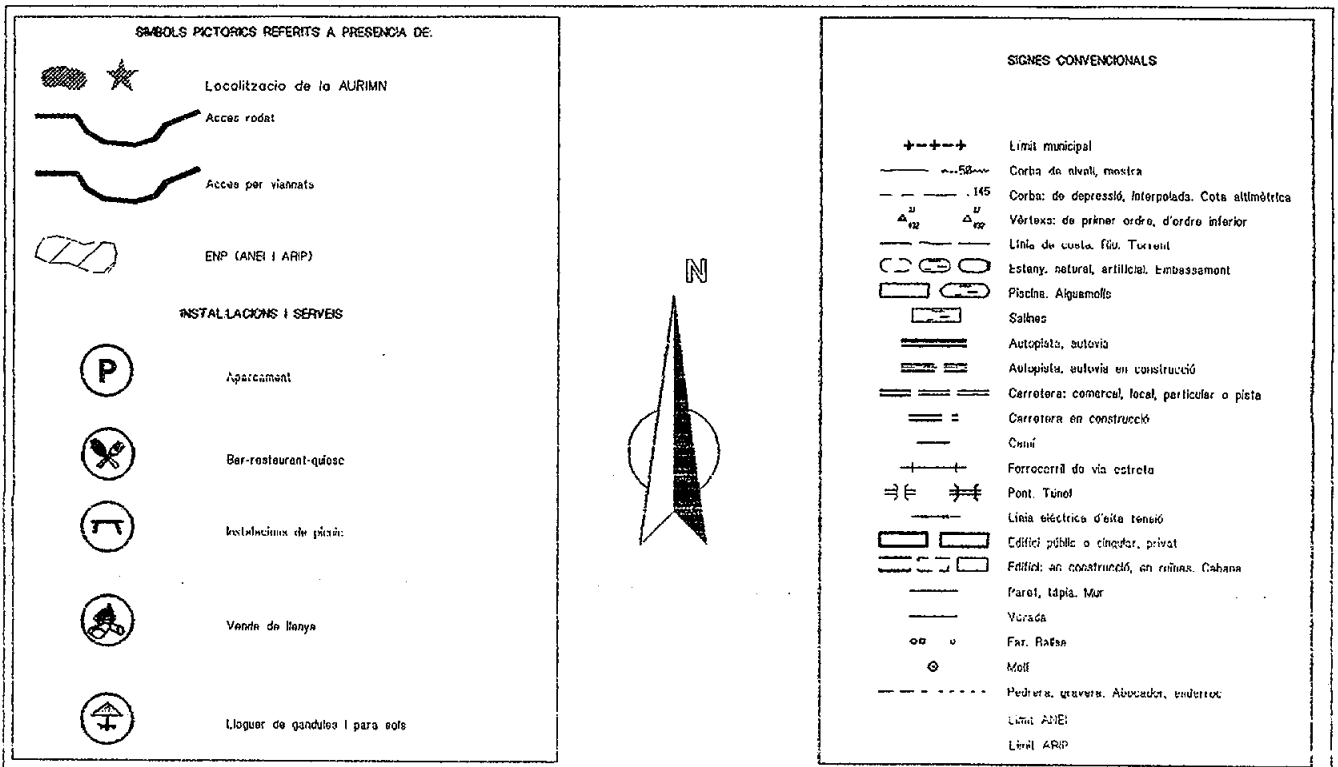 SIMBOLS PICTORICS REFERITS A PRESENCIA DE:
Localitzacio de la AURIMN
Acces rodat
Acces per viannats
ENP (ANEI I ARIP)
INSTAL.LACIONS I SERVEIS
P
Aparcament
Bar-restaurant-quiosc
Instalacions de picnic
Venda de llenya
Lloguer de gandules i para sols
N
SIGNES CONVENCIONALS
Límit municipal
50
Corba de nivell, mestra
.145
Corba: de depressió, interpolada. Cota altimètrica
Vèrtexs: de primer ordre, d'ordre inferior
Línia de costa. Riu. Torrent
Estany, natural, artificial. Embassament
Piscina. Aiguamolls
Salines
Autopista, autovia
Autopista, autovia en construcció
Carretera: comarcal, local, particular o pista
Carretera en construcció
Camí
Ferrocarril de via estreta
Pont. Túnel
Línia elèctrica d'alta tensió
Edifici públic o singular, privat
Edifici: en construcció, en ruïnes. Cabana
Paret, tàpia. Mur
Vorada
Far. Balisa
Molí
Pedrera, gravera. Abocador, enderroc
Límit ANEI
Límit ARIP